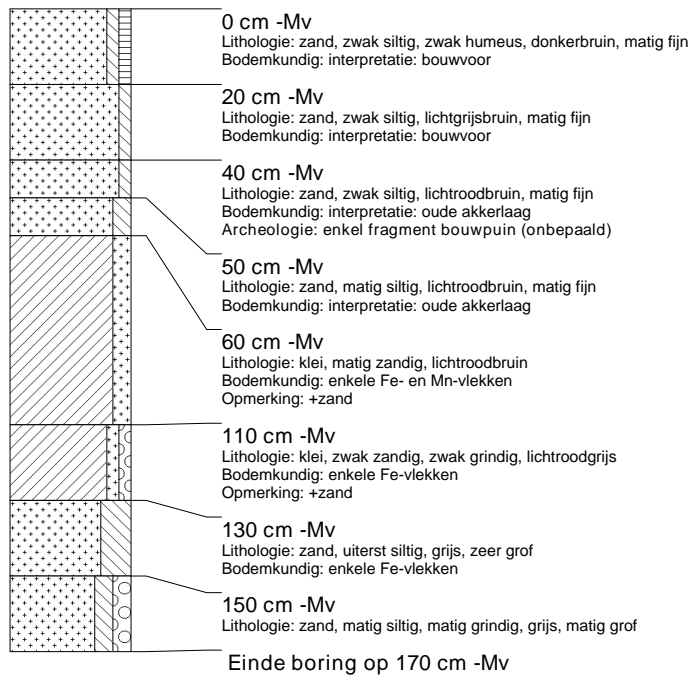 0 cm -Mv
Lithologie: zand, zwak siltig, zwak humeus, donkerbruin, matig fijn
Bodemkundig: interpretatie: bouwvoor
20 cm -Mv
Lithologie: zand, zwak siltig, lichtgrijsbruin, matig fijn
Bodemkundig: interpretatie: bouwvoor
40 cm -Mv
Lithologie: zand, zwak siltig, lichtroodbruin, matig fijn
Bodemkundig: interpretatie: oude akkerlaag
Archeologie: enkel fragment bouwpuin (onbepaald)
50 cm -Mv
Lithologie: zand, matig siltig, lichtroodbruin, matig fijn
Bodemkundig: interpretatie: oude akkerlaag
60 cm -Mv
Lithologie: klei, matig zandig, lichtroodbruin
Bodemkundig: enkele Fe- en Mn-vlekken
Opmerking: +zand
110 cm -Mv
Lithologie: klei, zwak zandig, zwak grindig, lichtroodgrijs
Bodemkundig: enkele Fe-vlekken
Opmerking: +zand
130 cm -Mv
Lithologie: zand, uiterst siltig, grijs, zeer grof
Bodemkundig: enkele Fe-vlekken
150 cm -Mv
Lithologie: zand, matig siltig, matig grindig, grijs, matig grof
Einde boring op 170 cm -Mv